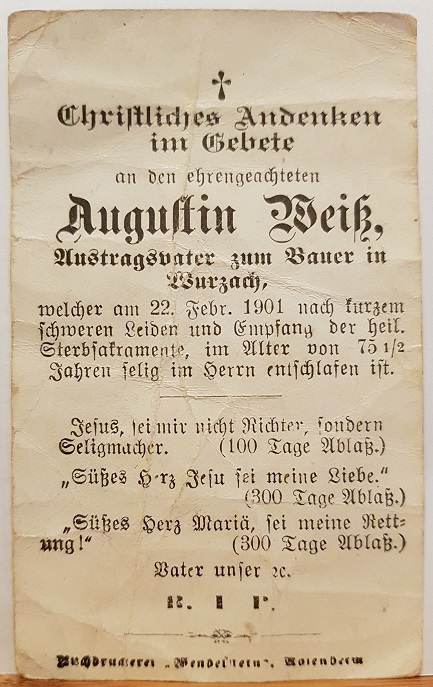 Christliches Andenken
im Gebete
an den ehrengeachteten
Augustin Weiß,
Austragsvater zum Bauer in
Wurzach,
welcher am 22. Febr. 1901 nach kurzem
schweren Leiden und Empfang der heil.
Sterbsakramente, im Alter von 75 1/2
Jahren selig im Herrn entschlafen ist.
Jesus, sei mir nicht Richter, sondern
Seligmacher. (100 Tage Ablaß.)
„Süßes Herz Jesu sei meine Liebe.“
(300 Tage Ablaß.)
„Süßes Herz Mariä, sei meine Rett-
ung!“ (300 Tage Ablaß.)
Vater unser ꝛc.
R. I. P.
Buchdruckerei „Wendelstein“, Rosenheim